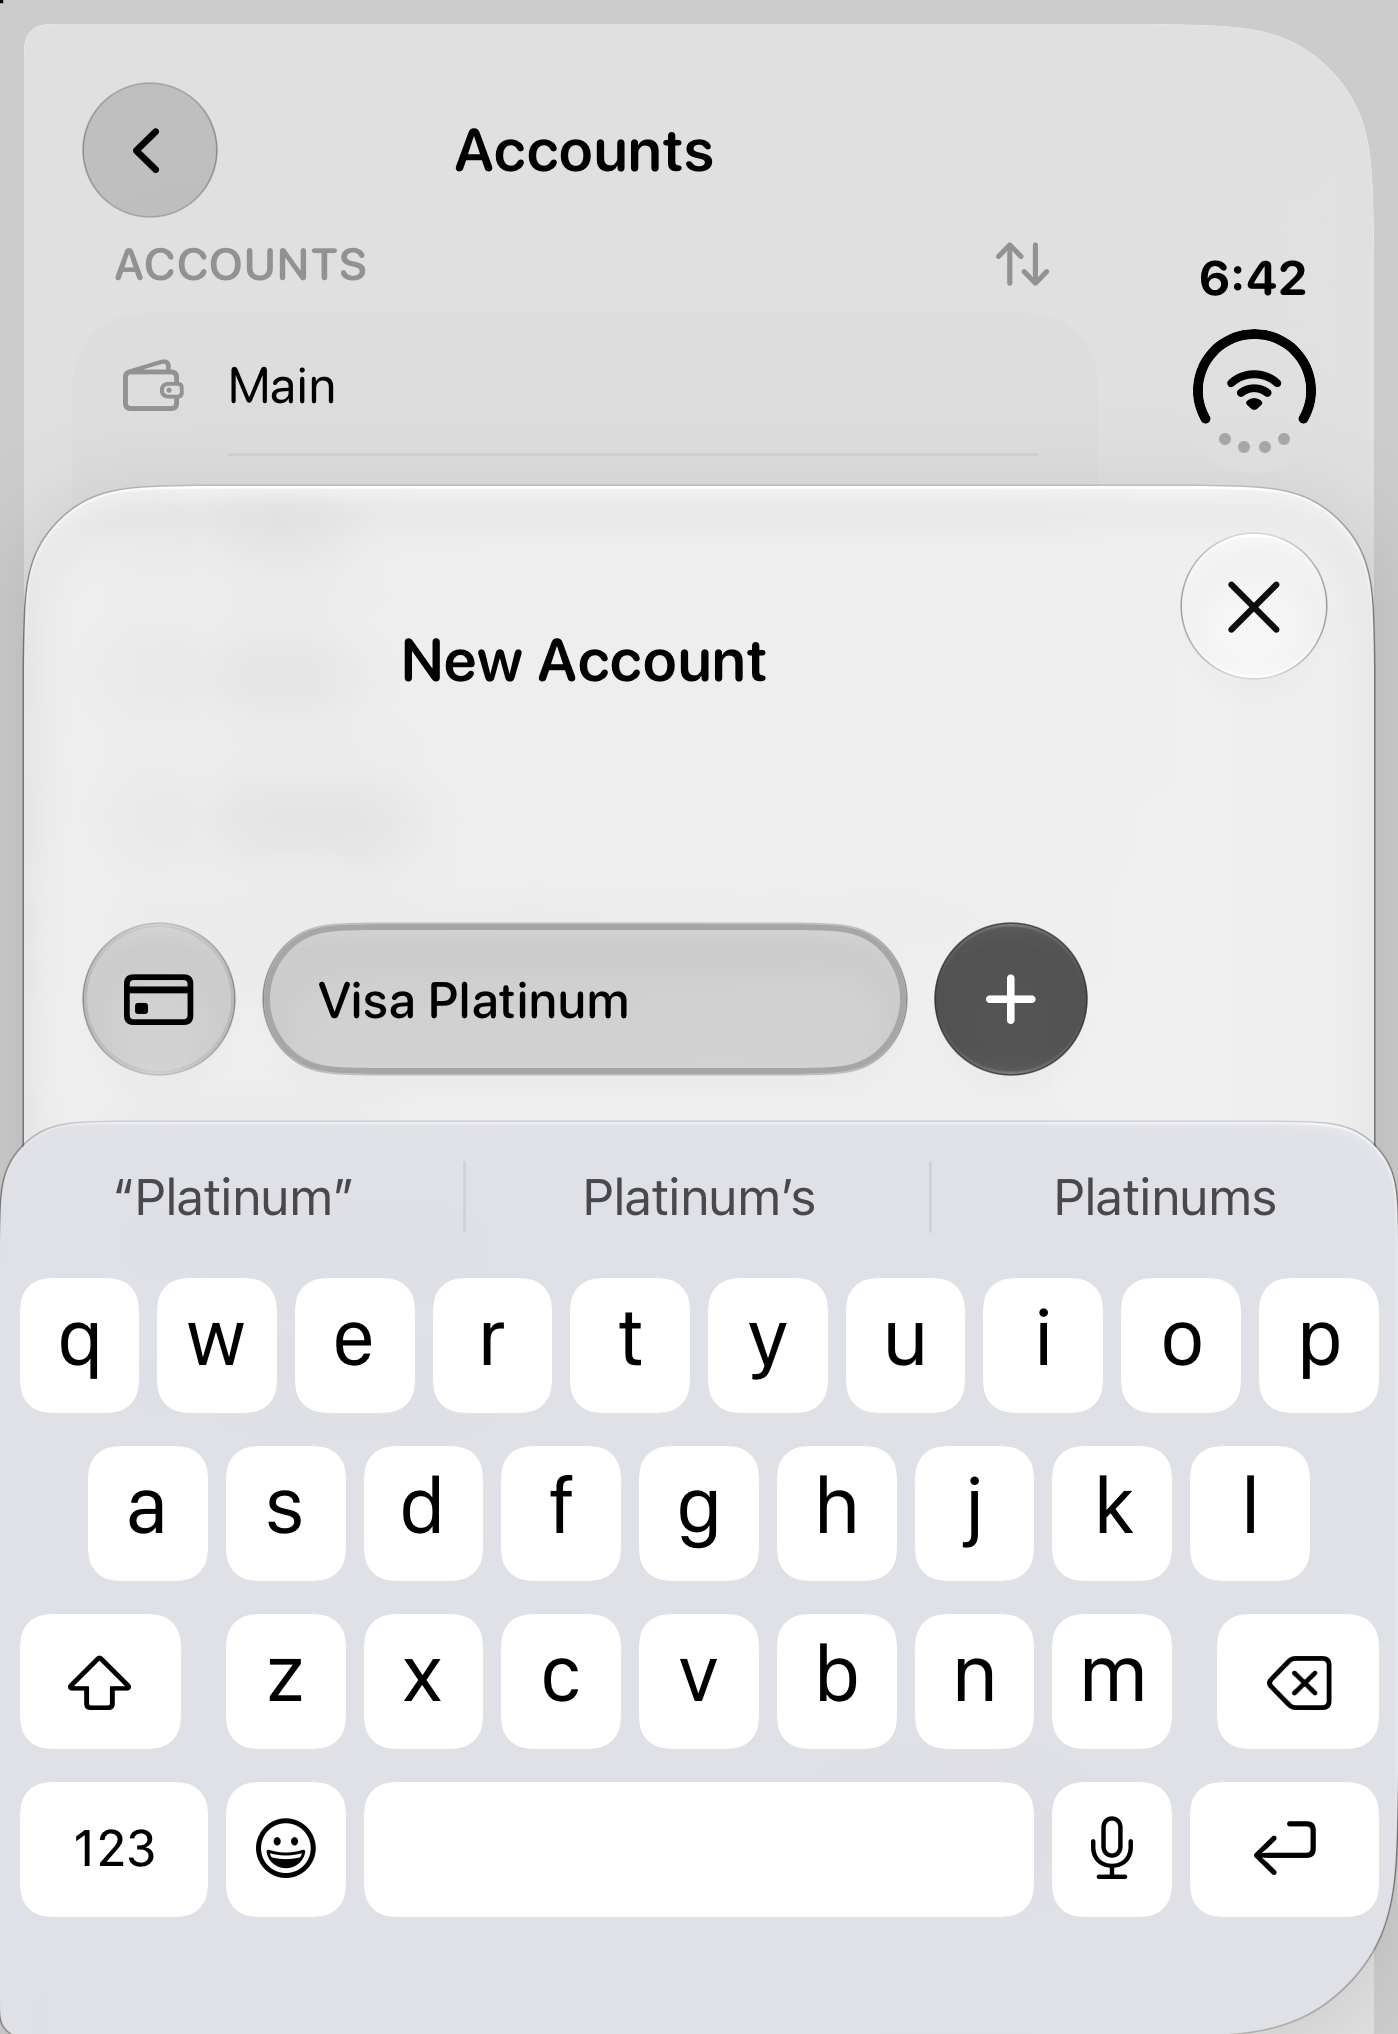 Accounts
ACCOUNTS
6:42
Main
New Account
Visa Platinum
“Platinum” Platinum’s Platinums
q w e r t y u i o p
a s d f g h j k l
z x c v b n m
123